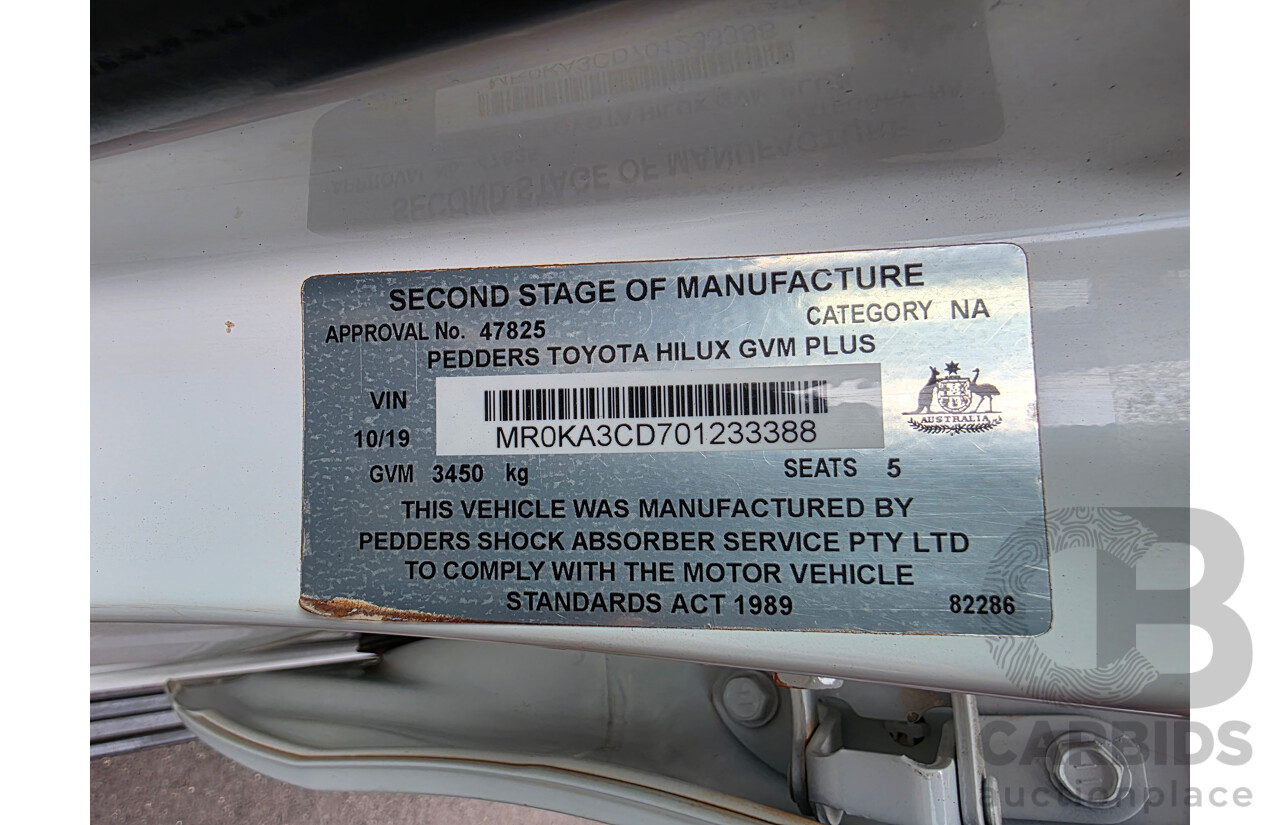 SECOND STAGE OF MANUFACTURE
APPROVAL No. 47825 CATEGORY NA
PEDDERS TOYOTA HILUX GVM PLUS
VIN
10/19 MR0KA3CD701233388
AUSTRALIA
GVM 3450 kg SEATS 5
THIS VEHICLE WAS MANUFACTURED BY
PEDDERS SHOCK ABSORBER SERVICE PTY LTD
TO COMPLY WITH THE MOTOR VEHICLE
STANDARDS ACT 1989 82286
CARBIDS
auctionplace